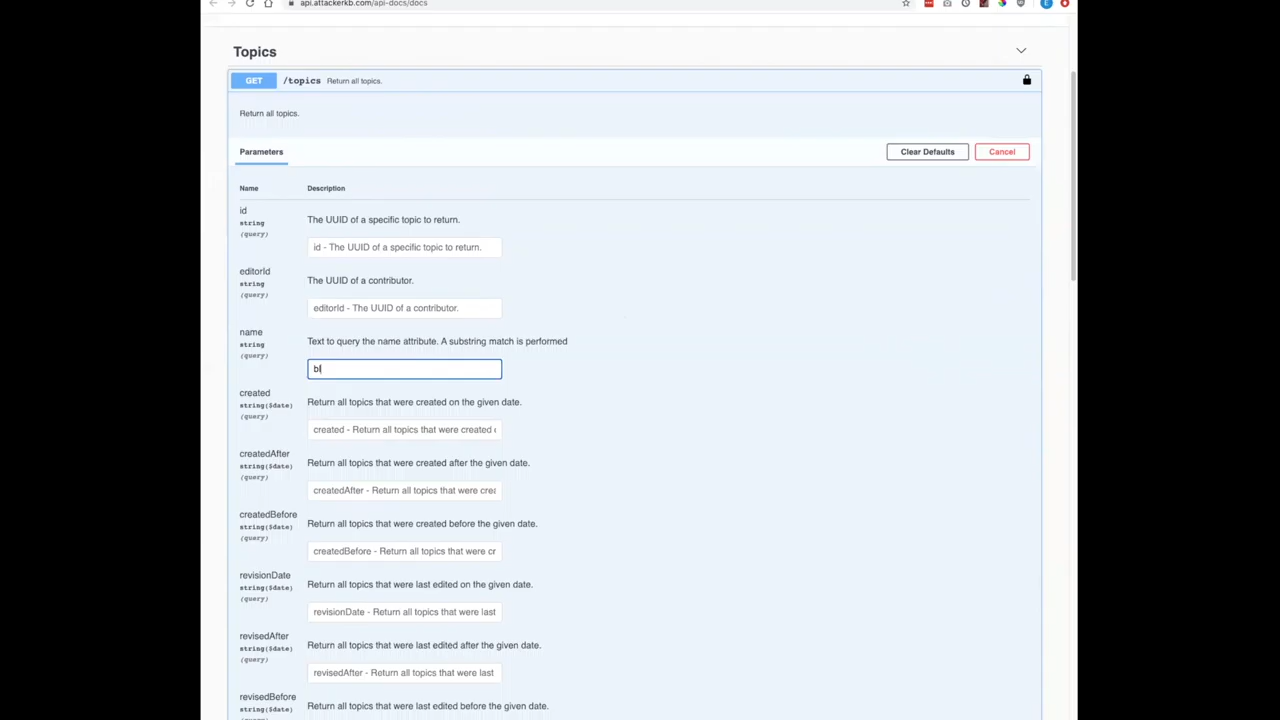 api.attackerkb.com/api-docs/docs
Topics
GET /topics Return all topics.
Return all topics.
Parameters
Clear Defaults
Cancel
Name Description
id
string
(query)
The UUID of a specific topic to return.
id - The UUID of a specific topic to return.
editorId
string
(query)
The UUID of a contributor.
editorId - The UUID of a contributor.
name
string
(query)
Text to query the name attribute. A substring match is performed
bl
created
string($date)
(query)
Return all topics that were created on the given date.
created - Return all topics that were created
createdAfter
string($date)
(query)
Return all topics that were created after the given date.
createdAfter - Return all topics that were crea
createdBefore
string($date)
(query)
Return all topics that were created before the given date.
createdBefore - Return all topics that were cr
revisionDate
string($date)
(query)
Return all topics that were last edited on the given date.
revisionDate - Return all topics that were last
revisedAfter
string($date)
(query)
Return all topics that were last edited after the given date.
revisedAfter - Return all topics that were last
revisedBefore
string($date)
Return all topics that were last edited before the given date.